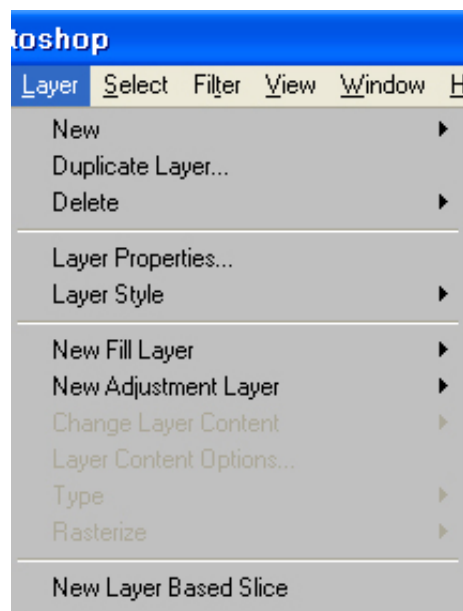 toshop
Layer Select Filter View Window H
New
Duplicate Layer...
Delete
Layer Properties...
Layer Style
New Fill Layer
New Adjustment Layer
Change Layer Content
Layer Content Options...
Type
Rasterize
New Layer Based Slice